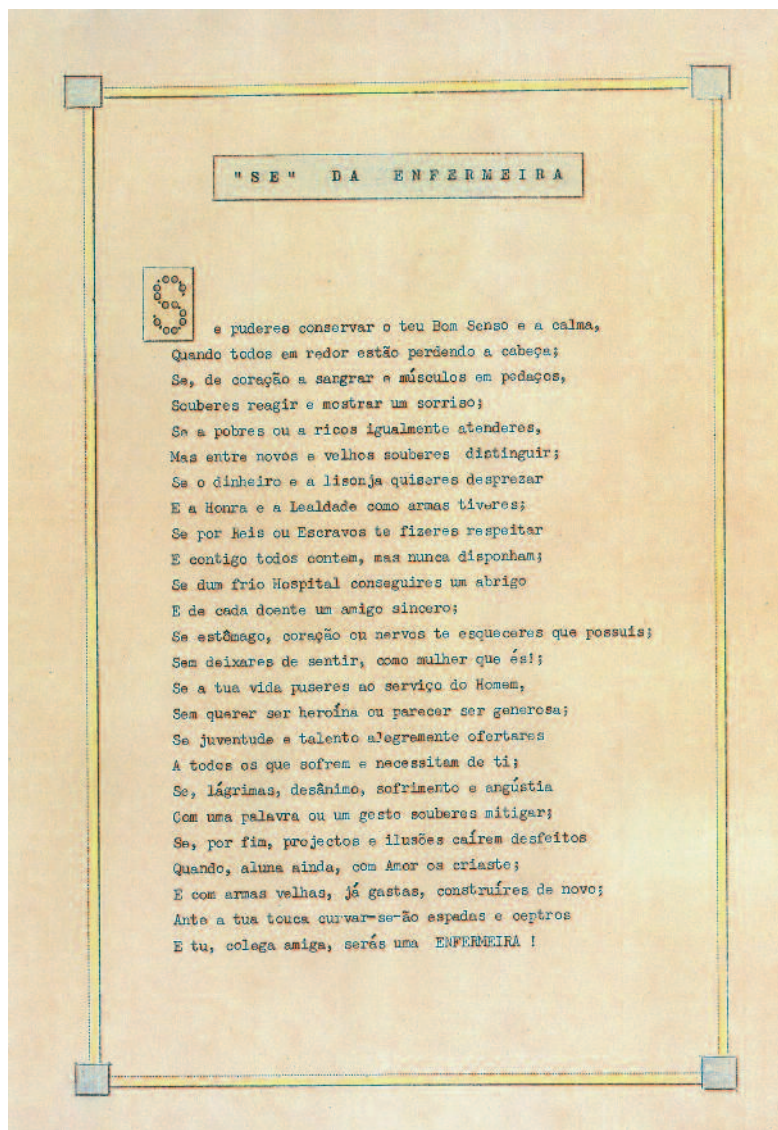 "SE" DA ENFERMEIRA
Se puderes conservar o teu Bom Senso e a calma,
Quando todos em redor estão perdendo a cabeça;
Se, de coração a sangrar e músculos em pedaços,
Souberes reagir e mostrar um sorriso;
Se a pobres ou a ricos igualmente atenderes,
Mas entre novos e velhos souberes distinguir;
Se o dinheiro e a lisonja quiseres desprezar
E a Honra e a Lealdade como armas tiveres;
Se por Reis ou Escravos te fizeres respeitar
E contigo todos contem, mas nunca disponham;
Se dum frio Hospital conseguires um abrigo
E de cada doente um amigo sincero;
Se estômago, coração ou nervos te esqueceres que possuis;
Sem deixares de sentir, como mulher que és!;
Se a tua vida puseres ao serviço do Homem,
Sem querer ser heroína ou parecer ser generosa;
Se juventude e talento alegremente ofertares
A todos os que sofrem e necessitam de ti;
Se, lágrimas, desânimo, sofrimento e angústia
Com uma palavra ou um gesto souberes mitigar;
Se, por fim, projectos e ilusões caírem desfeitos
Quando, aluna ainda, com Amor os criaste;
E com armas velhas, já gastas, construíres de novo;
Ante a tua touca curvar-se-ão espadas e ceptros
E tu, colega amiga, serás uma ENFERMEIRA !